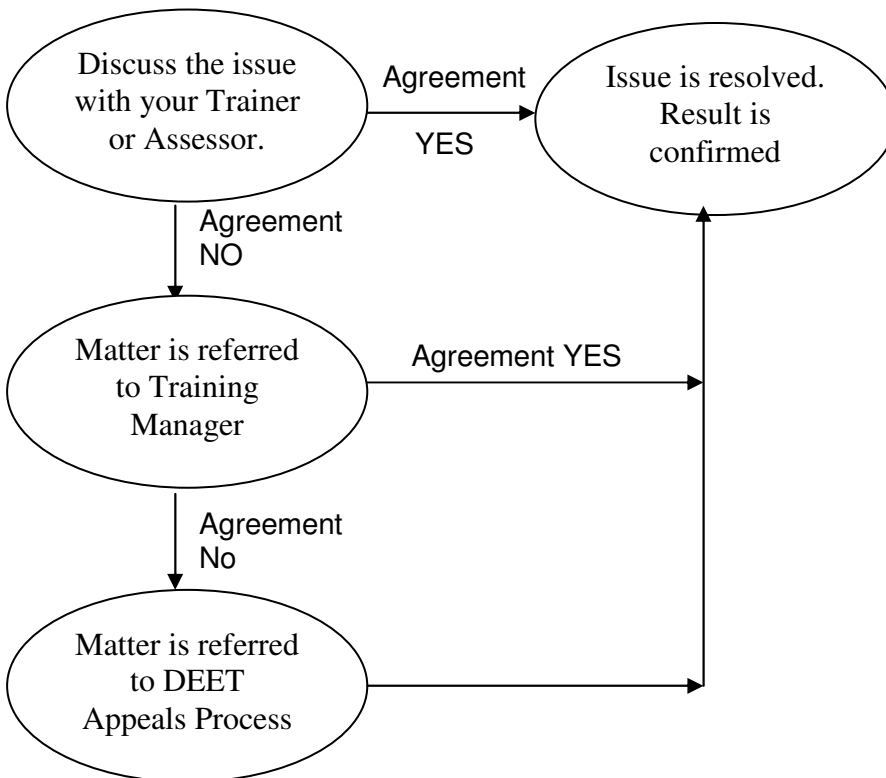 Discuss the issue
with your Trainer
or Assessor.
Agreement
YES
Issue is resolved.
Result is
confirmed
Agreement
NO
Matter is referred
to Training
Manager
Agreement YES
Agreement
No
Matter is referred
to DEET
Appeals Process